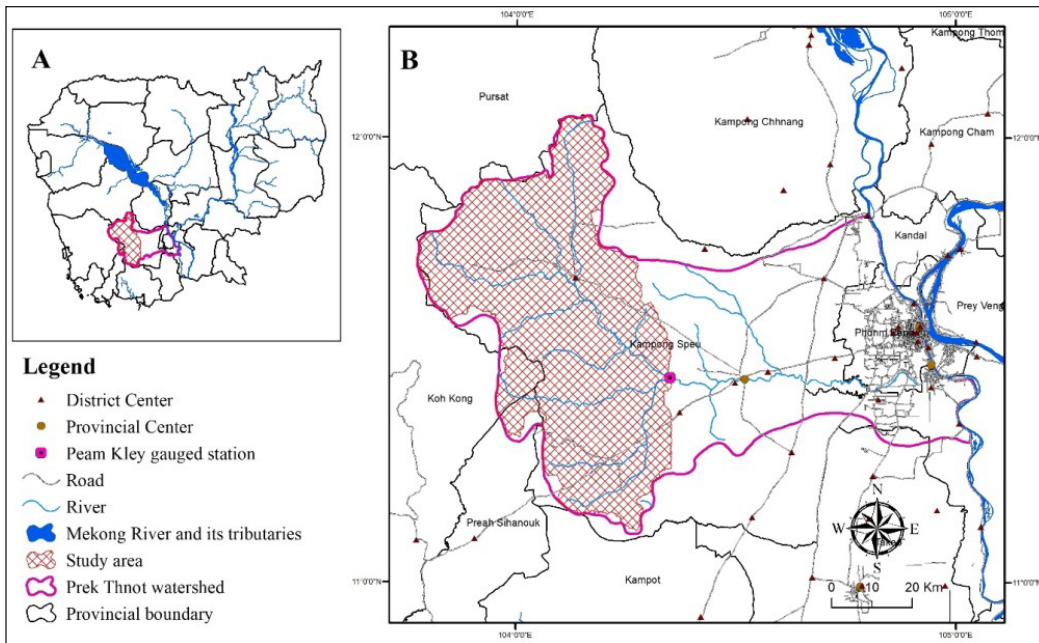 A
B
104°0'0"E
105°0'0"E
Kampong Thom
Pursat
12°0'0"N
Kampong Chhnang
Kampong Cham
12°0'0"N
Kandal
Prey Veng
Kampong Speu
Koh Kong
Preah Sihanouk
Kampot
11°0'0"N
11°0'0"N
N
W
E
S
0 10 20 Km
104°0'0"E
105°0'0"E
Legend
District Center
Provincial Center
Peam Kley gauged station
Road
River
Mekong River and its tributaries
Study area
Prek Thnot watershed
Provincial boundary